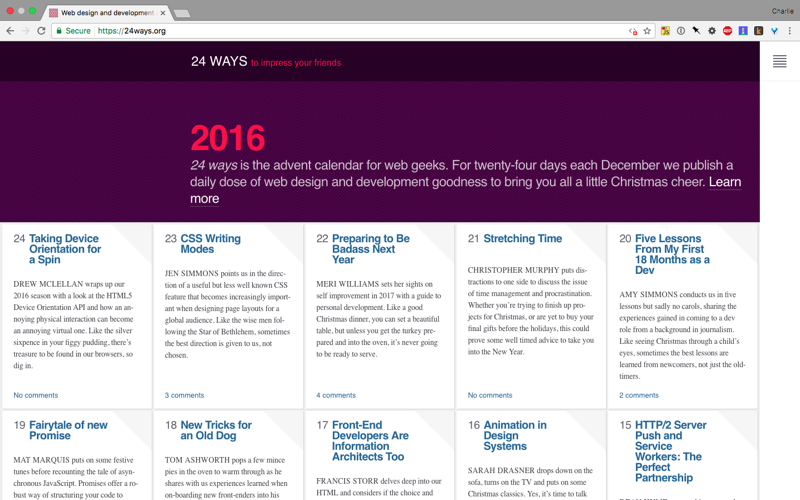 Web design and development
Charlie
Secure
https://24ways.org
24 WAYS to impress your friends
2016
24 ways is the advent calendar for web geeks. For twenty-four days each December we publish a
daily dose of web design and development goodness to bring you all a little Christmas cheer. Learn
more
24 Taking Device
Orientation for
a Spin
DREW MCLELLAN wraps up our
2016 season with a look at the HTML5
Device Orientation API and how an an-
noying physical interaction can become
an annoying virtual one. Like the silver
sixpence in your figgy pudding, there's
treasure to be found in our browsers, so
dig in.
No comments
23 CSS Writing
Modes
JEN SIMMONS points us in the direc-
tion of a useful but less well known CSS
feature that becomes increasingly import-
ant when designing page layouts for a
global audience. Like the wise men fol-
lowing the Star of Bethlehem, sometimes
the best direction is given to us, not
chosen.
3 comments
22 Preparing to Be
Badass Next
Year
MERI WILLIAMS sets her sights on
self improvement in 2017 with a guide to
personal development. Like a good
Christmas dinner, you can set a beautiful
table, but unless you get the turkey pre-
pared and into the oven, it's never going
to be ready to serve.
4 comments
21 Stretching Time
CHRISTOPHER MURPHY puts dis-
tractions to one side to discuss the issue
of time management and procrastination.
Whether you're trying to finish up pro-
jects for Christmas, or are yet to buy your
final gifts before the holidays, this could
prove some well timed advice to take you
into the New Year.
No comments
20 Five Lessons
From My First
18 Months as a
Dev
AMY SIMMONS conducts us in five
lessons but sadly no carols, sharing the
experiences gained in coming to a dev
role from a background in journalism.
Like seeing Christmas through a child's
eyes, sometimes the best lessons are
learned from newcomers, not just the old-
timers.
2 comments
19 Fairytale of new
Promise
MAT MARQUIS puts on some festive
tunes before recounting the tale of asyn-
chronous JavaScript. Promises offer a ro-
bust way of structuring your code to
18 New Tricks for
an Old Dog
TOM ASHWORTH pops a few mince
pies in the oven to warm through as he
shares with us experiences learned when
on-boarding new front-enders into his
17 Front-End
Developers Are
Information
Architects Too
FRANCIS STORR delves deep into our
HTML and considers if the choice and
16 Animation in
Design
Systems
SARAH DRASNER drops down on the
sofa, turns on the TV and puts on some
Christmas classics. Yes, it's time to talk
15 HTTP/2 Server
Push and
Service
Workers: The
Perfect
Partnership